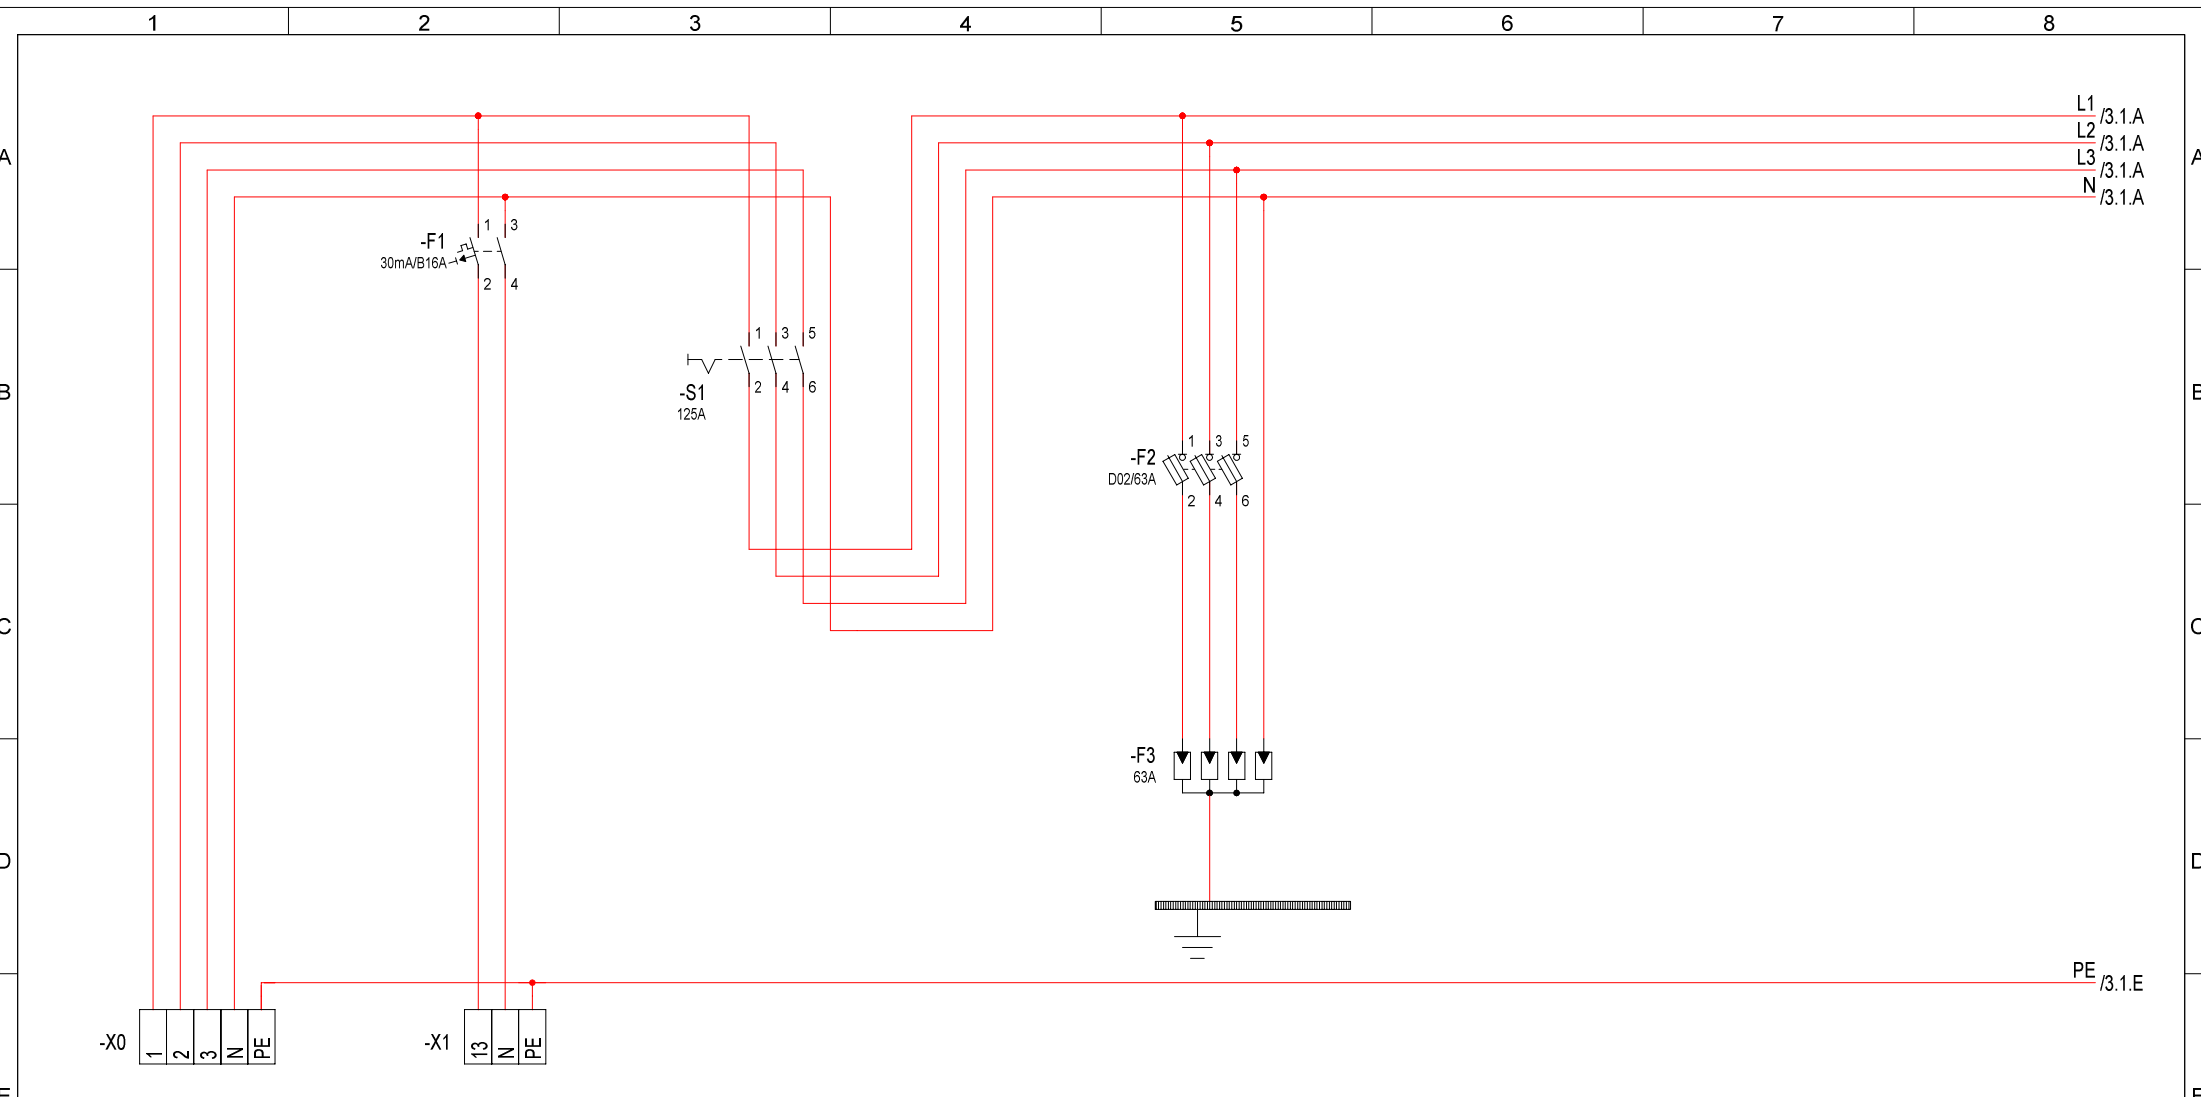 1 2 3 4 5 6 7 8
L1
/3.1.A
L2
/3.1.A
L3
/3.1.A
N
/3.1.A
A A
-F1
30mA/B16A
1 3
2 4
-S1
125A
1 3 5
2 4 6
B B
-F2
D02/63A
1 3 5
2 4 6
C C
-F3
63A
D D
PE
/3.1.E
-X0
1 2 3 N PE
-X1
13 N PE
E E